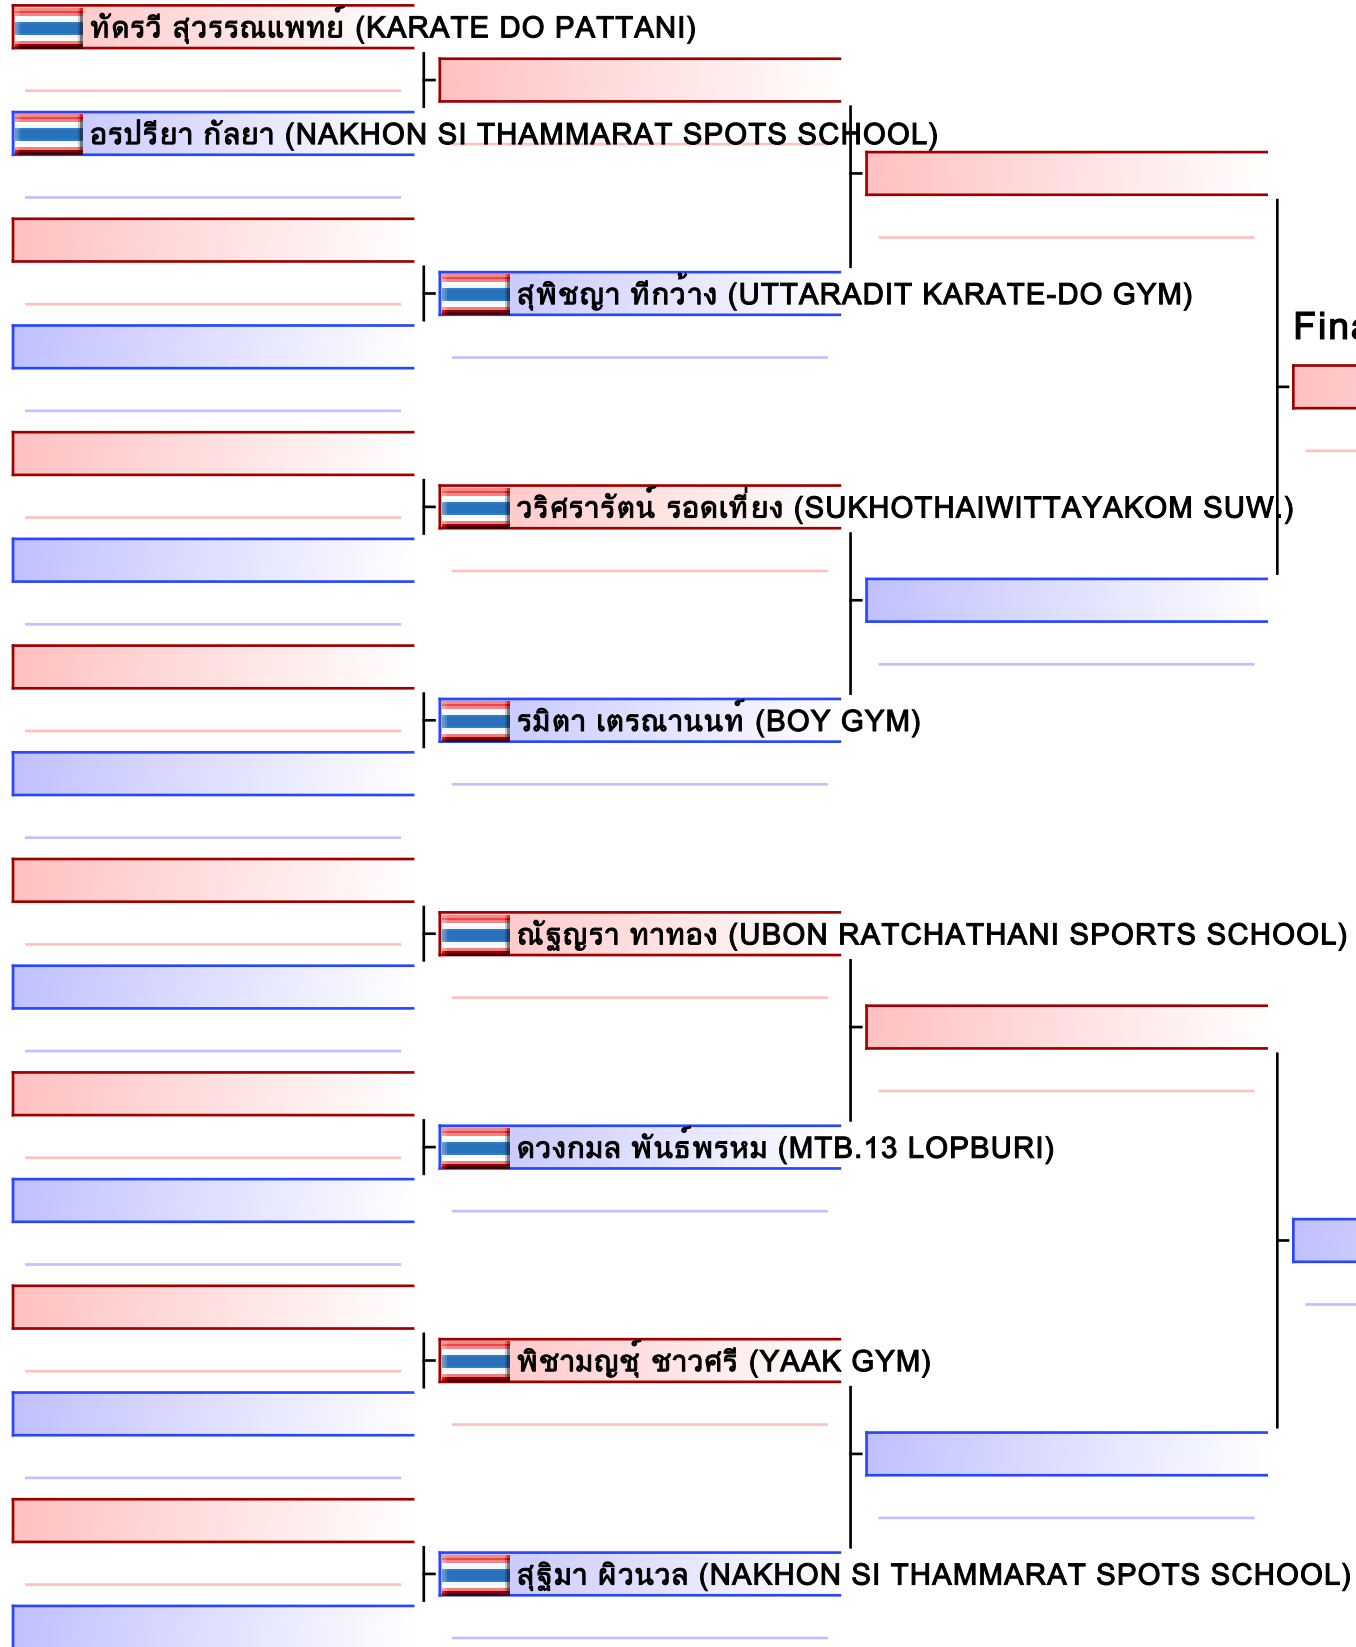 ทัดรวี สุวรรณแพทย์ (KARATE DO PATTANI)
อรปรียา กัลยา (NAKHON SI THAMMARAT SPOTS SCHOOL)
สุพิชญา ทีกว้าง (UTTARADIT KARATE-DO GYM)
วริศรารัตน์ รอดเที่ยง (SUKHOTHAIWITTAYAKOM SUW.)
รมิตา เตรณานนท์ (BOY GYM)
ณัฐญรา ทาทอง (UBON RATCHATHANI SPORTS SCHOOL)
ดวงกมล พันธ์พรหม (MTB.13 LOPBURI)
พิชามญชุ์ ชาวศรี (YAAK GYM)
สุฐิมา ผิวนวล (NAKHON SI THAMMARAT SPOTS SCHOOL)